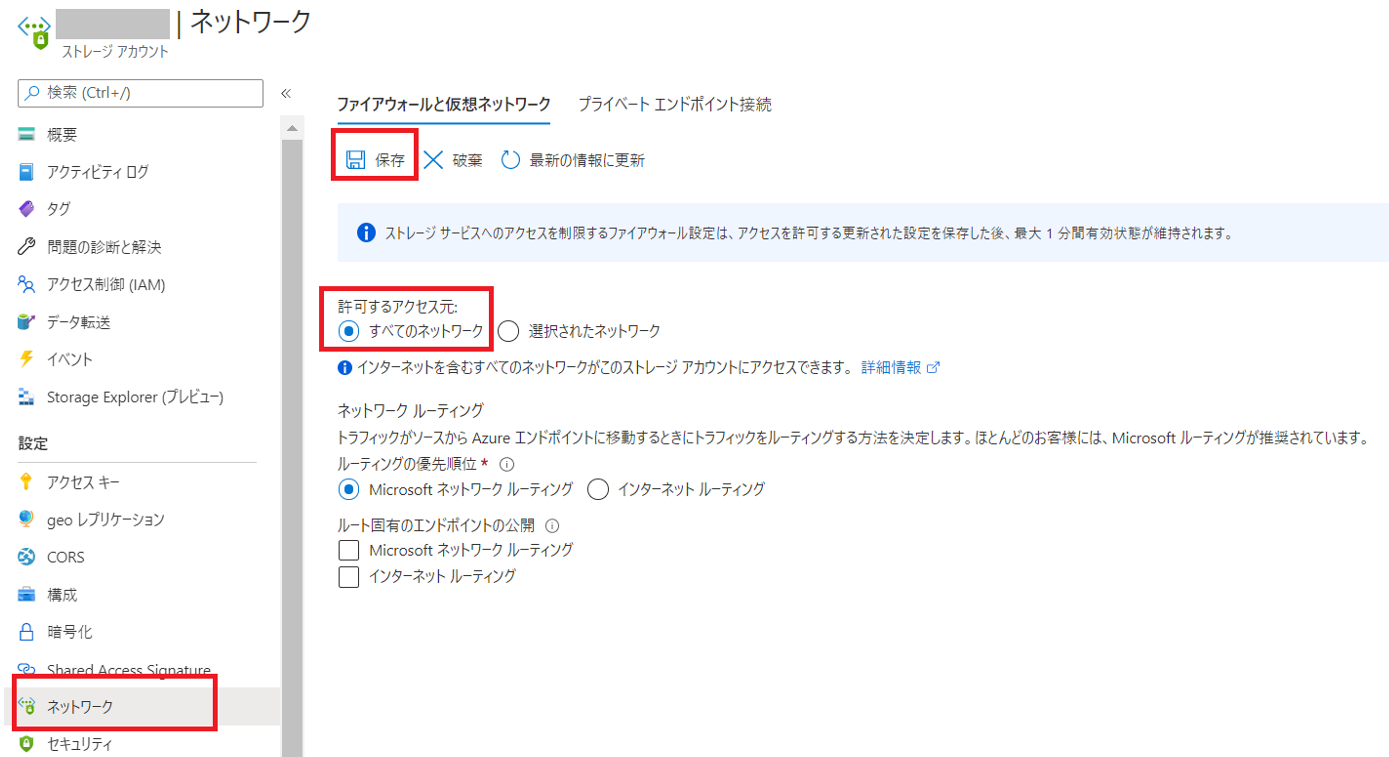 | ネットワーク
ストレージ アカウント
検索 (Ctrl+/)
«
概要
アクティビティ ログ
タグ
問題の診断と解決
アクセス制御 (IAM)
データ転送
イベント
Storage Explorer (プレビュー)
設定
アクセス キー
geo レプリケーション
CORS
構成
暗号化
Shared Access Signature
ネットワーク
セキュリティ
ファイアウォールと仮想ネットワーク プライベート エンドポイント接続
保存 破棄 最新の情報に更新
ストレージ サービスへのアクセスを制限するファイアウォール設定は、アクセスを許可する更新された設定を保存した後、最大 1 分間有効状態が維持されます。
許可するアクセス元:
すべてのネットワーク 選択されたネットワーク
インターネットを含むすべてのネットワークがこのストレージ アカウントにアクセスできます。 詳細情報
ネットワーク ルーティング
トラフィックがソースから Azure エンドポイントに移動するときにトラフィックをルーティングする方法を決定します。ほとんどのお客様には、Microsoft ルーティングが推奨されています。
ルーティングの優先順位 *
Microsoft ネットワーク ルーティング インターネット ルーティング
ルート固有のエンドポイントの公開
Microsoft ネットワーク ルーティング
インターネット ルーティング